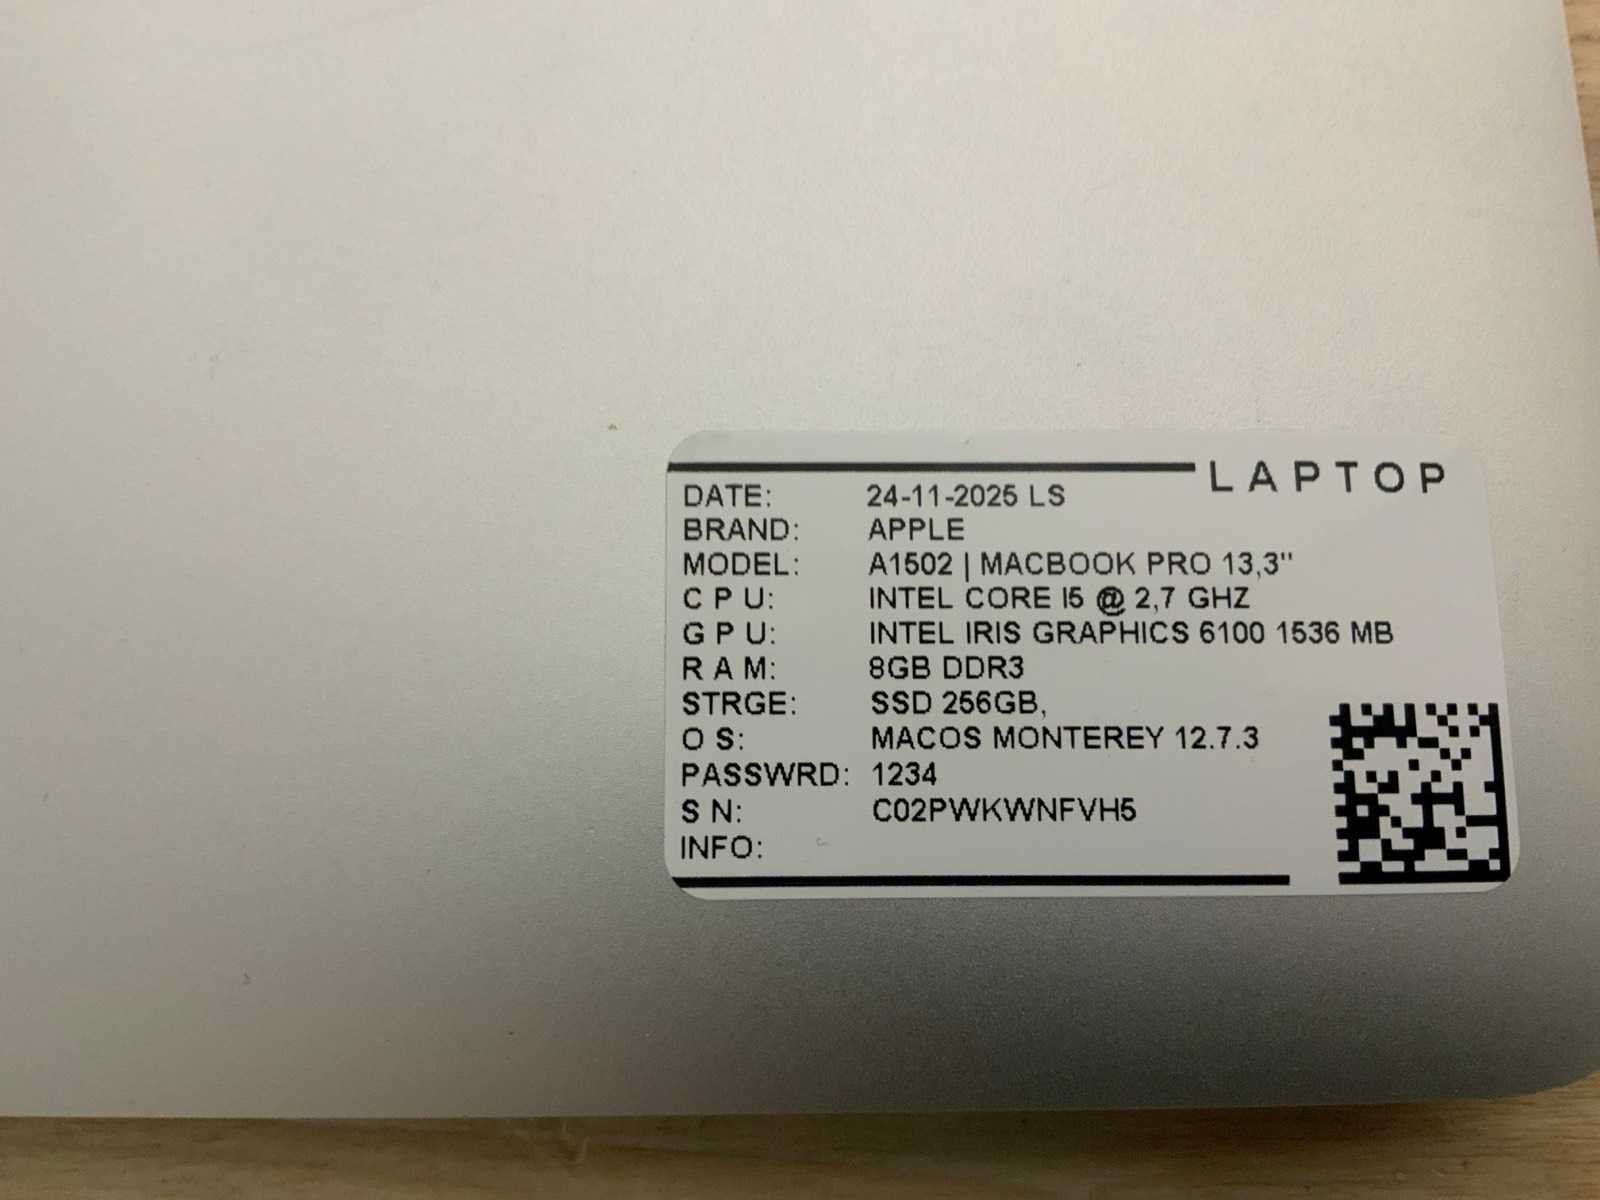 LAPTOP
DATE: 24-11-2025 LS
BRAND: APPLE
MODEL: A1502 | MACBOOK PRO 13,3"
C P U: INTEL CORE I5 @ 2,7 GHZ
G P U: INTEL IRIS GRAPHICS 6100 1536 MB
R A M: 8GB DDR3
STRGE: SSD 256GB,
O S: MACOS MONTEREY 12.7.3
PASSWRD: 1234
S N: C02PWKWNFVH5
INFO: